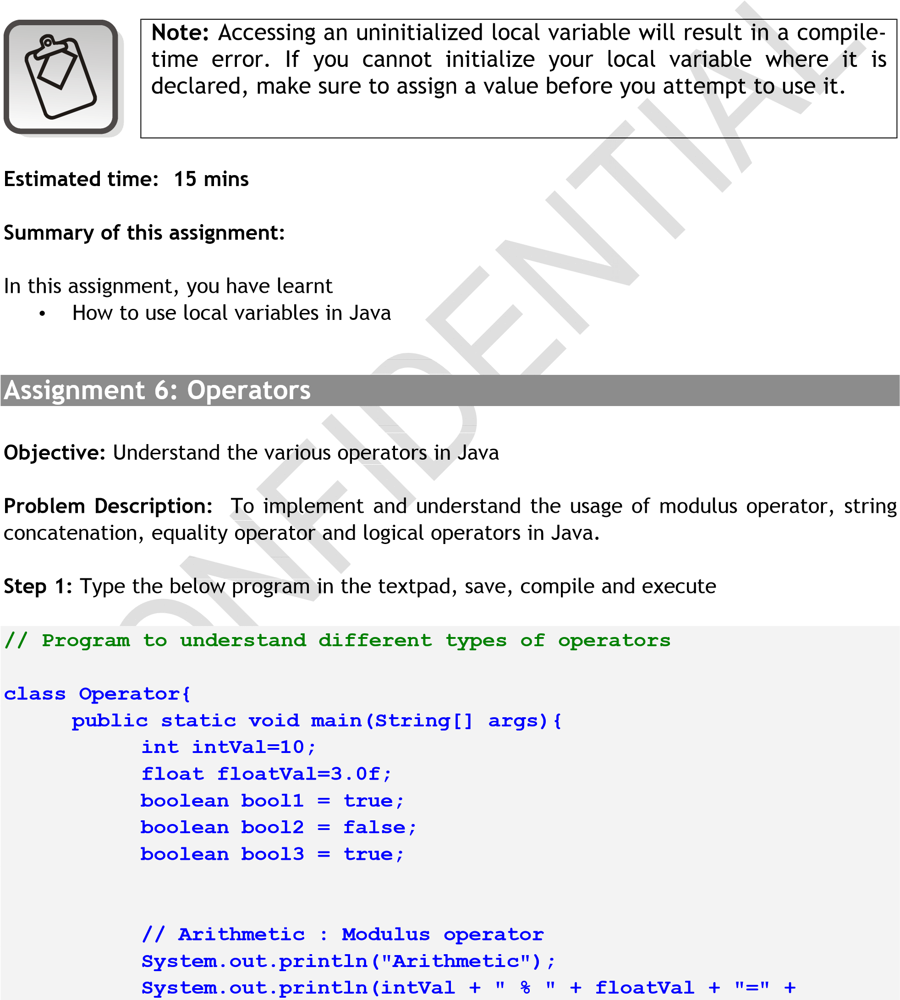 Note: Accessing an uninitialized local variable will result in a compile-
time error. If you cannot initialize your local variable where it is
declared, make sure to assign a value before you attempt to use it.
Estimated time: 15 mins
Summary of this assignment:
In this assignment, you have learnt
• How to use local variables in Java
Assignment 6: Operators
Objective: Understand the various operators in Java
Problem Description: To implement and understand the usage of modulus operator, string
concatenation, equality operator and logical operators in Java.
Step 1: Type the below program in the textpad, save, compile and execute
// Program to understand different types of operators
class Operator{
public static void main(String[] args){
int intVal=10;
float floatVal=3.0f;
boolean bool1 = true;
boolean bool2 = false;
boolean bool3 = true;
// Arithmetic : Modulus operator
System.out.println("Arithmetic");
System.out.println(intVal + " % " + floatVal + "=" +
ONFIDENTIAL